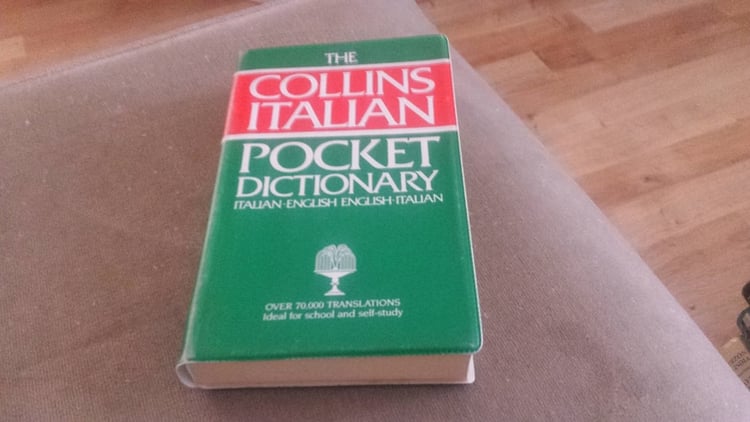 THE
COLLINS
ITALIAN
POCKET
DICTIONARY
ITALIAN·ENGLISH ENGLISH·ITALIAN
OVER 70,000 TRANSLATIONS
Ideal for school and self-study